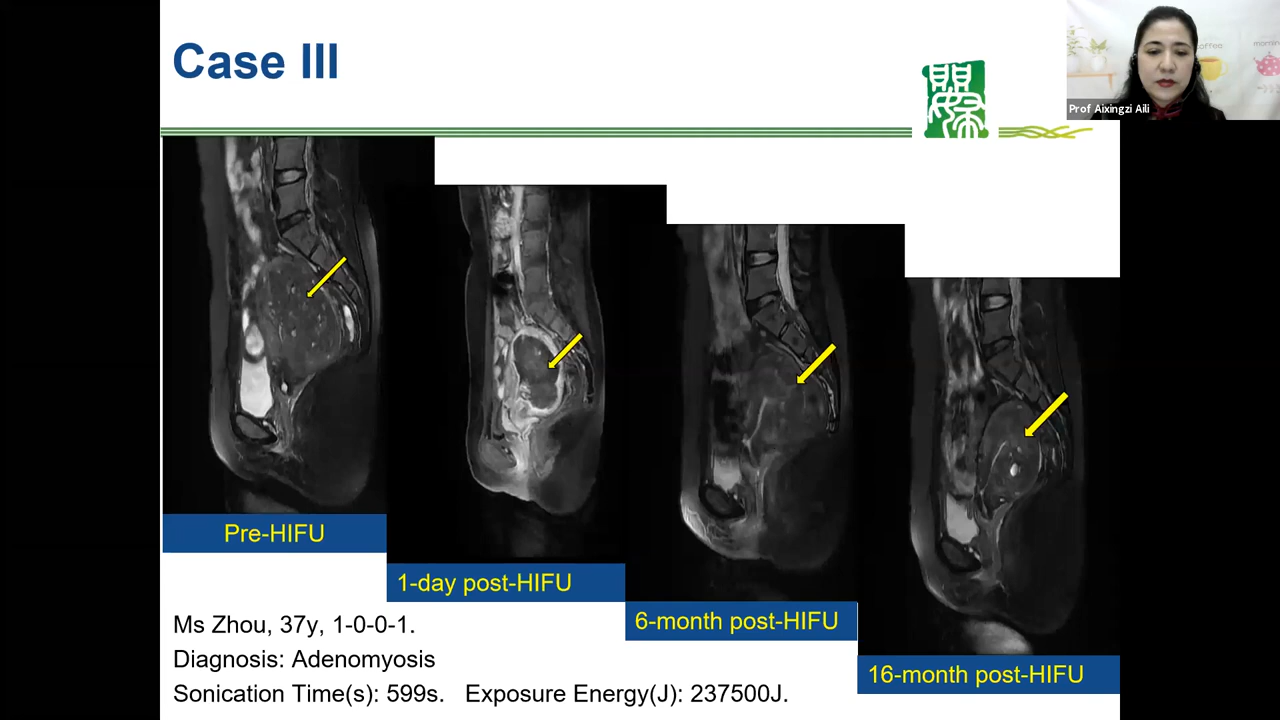 Case III
Prof Aixingzi Aili
Pre-HIFU
1-day post-HIFU
6-month post-HIFU
16-month post-HIFU
Ms Zhou, 37y, 1-0-0-1.
Diagnosis: Adenomyosis
Sonication Time(s): 599s. Exposure Energy(J): 237500J.